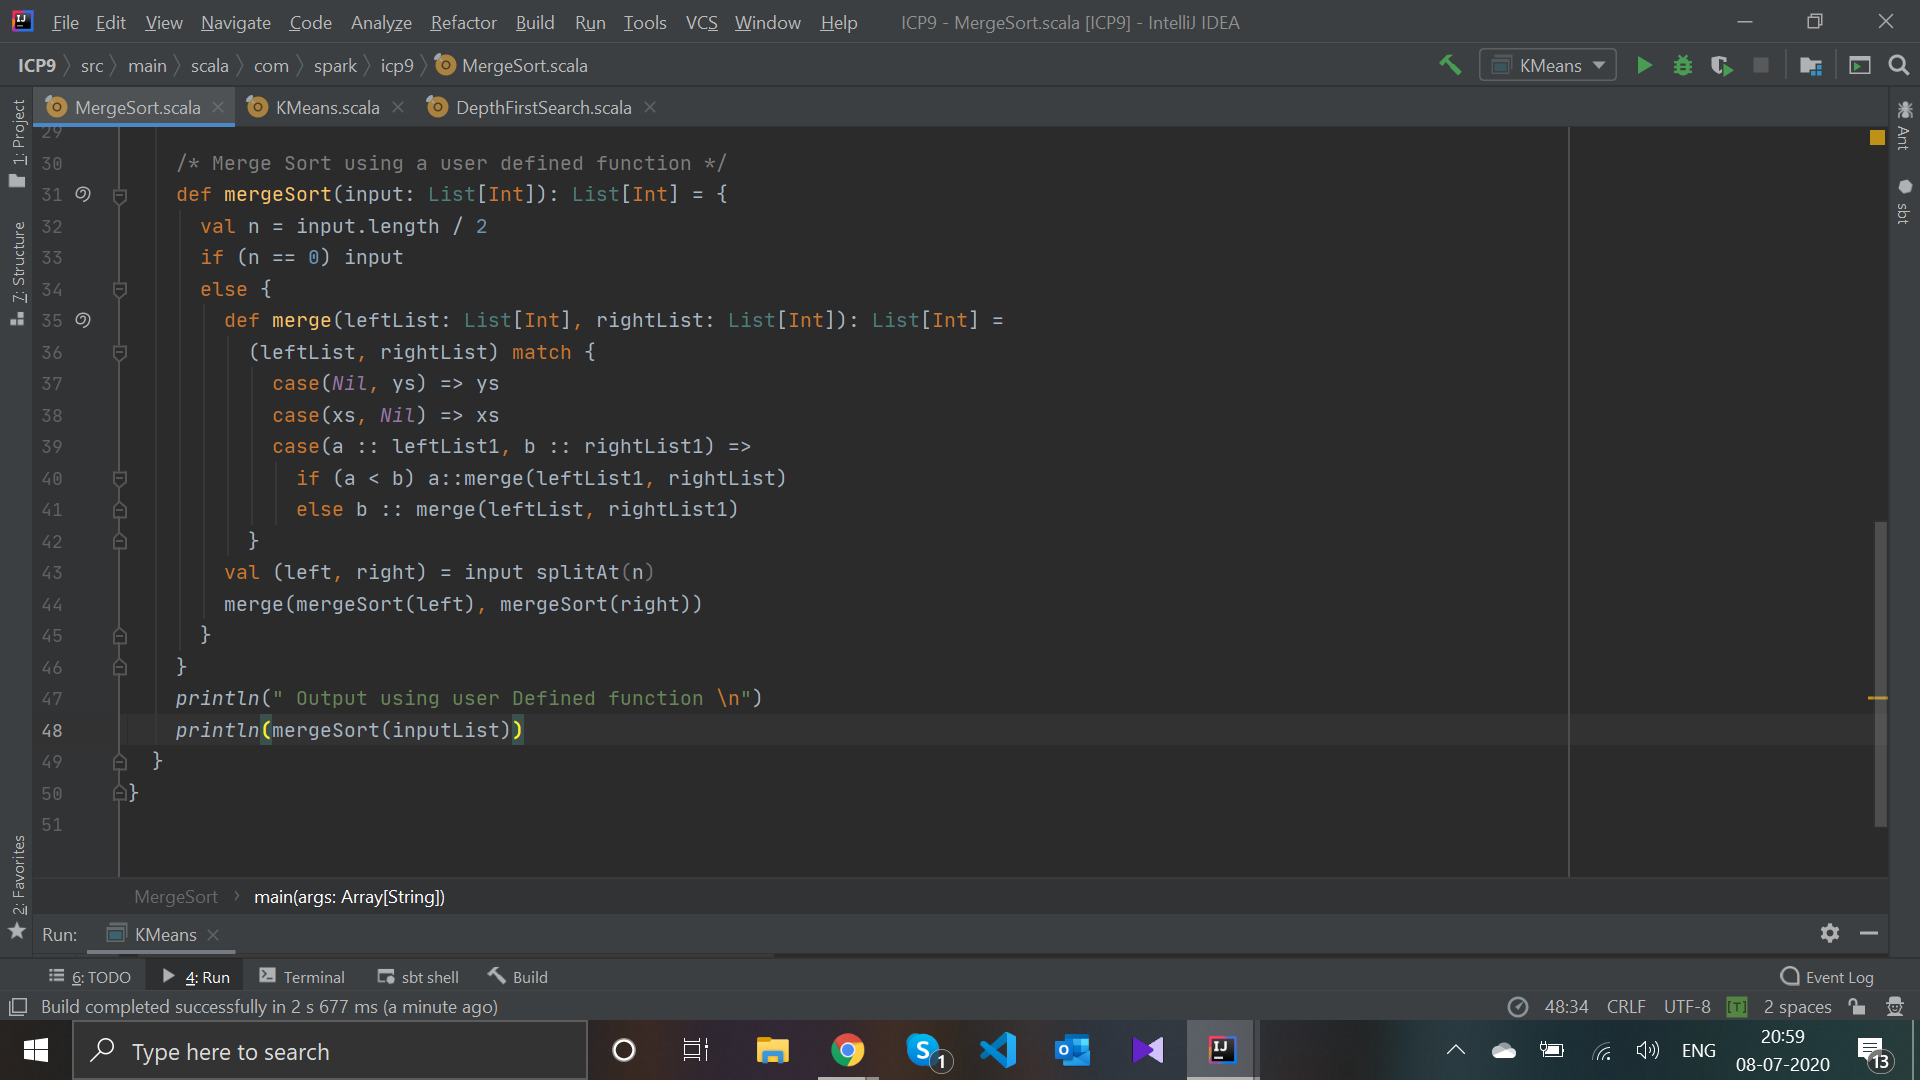 File Edit View Navigate Code Analyze Refactor Build Run Tools VCS Window Help ICP9 - MergeSort.scala [ICP9] - IntelliJ IDEA
ICP9 src main scala com spark icp9 MergeSort.scala KMeans
MergeSort.scala KMeans.scala DepthFirstSearch.scala
1: Project
7: Structure
2: Favorites
Ant
sbt
29
30 /* Merge Sort using a user defined function */
31 def mergeSort(input: List[Int]): List[Int] = {
32 val n = input.length / 2
33 if (n == 0) input
34 else {
35 def merge(leftList: List[Int], rightList: List[Int]): List[Int] =
36 (leftList, rightList) match {
37 case(Nil, ys) => ys
38 case(xs, Nil) => xs
39 case(a :: leftList1, b :: rightList1) =>
40 if (a < b) a::merge(leftList1, rightList)
41 else b :: merge(leftList, rightList1)
42 }
43 val (left, right) = input splitAt(n)
44 merge(mergeSort(left), mergeSort(right))
45 }
46 }
47 println(" Output using user Defined function \n")
48 println(mergeSort(inputList))
49 }
50 }
51
MergeSort main(args: Array[String])
Run: KMeans
6: TODO 4: Run Terminal sbt shell Build Event Log
Build completed successfully in 2 s 677 ms (a minute ago) 48:34 CRLF UTF-8 [T] 2 spaces
Type here to search S 1 IJ ENG 20:59
08-07-2020 13